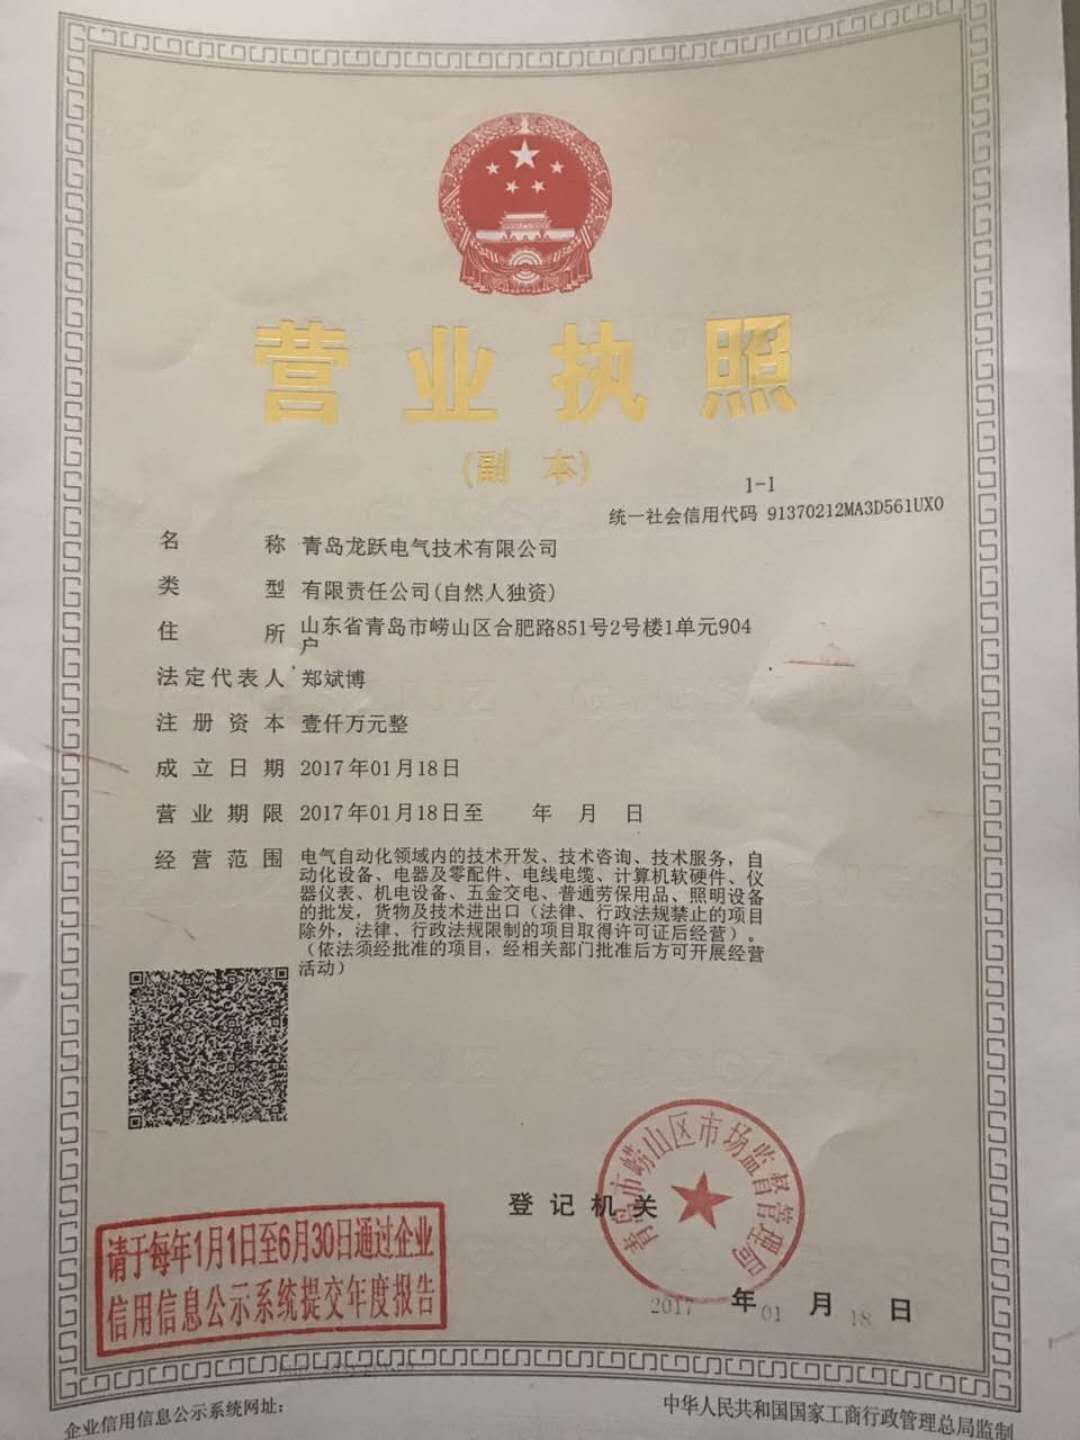 营业执照
(副 本)
1-1
统一社会信用代码 91370212MA3D561UX0
名 称 青岛龙跃电气技术有限公司
类 型 有限责任公司(自然人独资)
住 所 山东省青岛市崂山区合肥路851号2号楼1单元904
户
法定代表人 郑斌博
注册资本 壹仟万元整
成立日期 2017年01月18日
营业期限 2017年01月18日至 年 月 日
经营范围 电气自动化领域内的技术开发、技术咨询、技术服务，自
动化设备、电器及零配件、电线电缆、计算机软硬件、仪
器仪表、机电设备、五金交电、普通劳保用品、照明设备
的批发，货物及技术进出口（法律、行政法规禁止的项目
除外，法律、行政法规限制的项目取得许可证后经营）。
（依法须经批准的项目，经相关部门批准后方可开展经营
活动）
登记机关
青岛市崂山区市场监督管理局
2017 年 01 月 18 日
请于每年1月1日至6月30日通过企业
信用信息公示系统提交年度报告
企业信用信息公示系统网址：
中华人民共和国国家工商行政管理总局监制